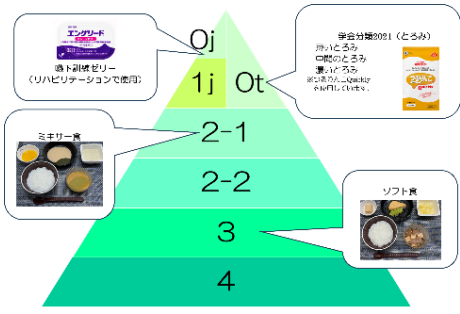 エンゲリード
嚥下訓練ゼリー
（リハビリテーションで使用）
学会分類2021（とろみ）
薄いとろみ
中間のとろみ
濃いとろみ
0j
1j
0t
ミキサー食
2-1
2-2
ソフト食
3
4